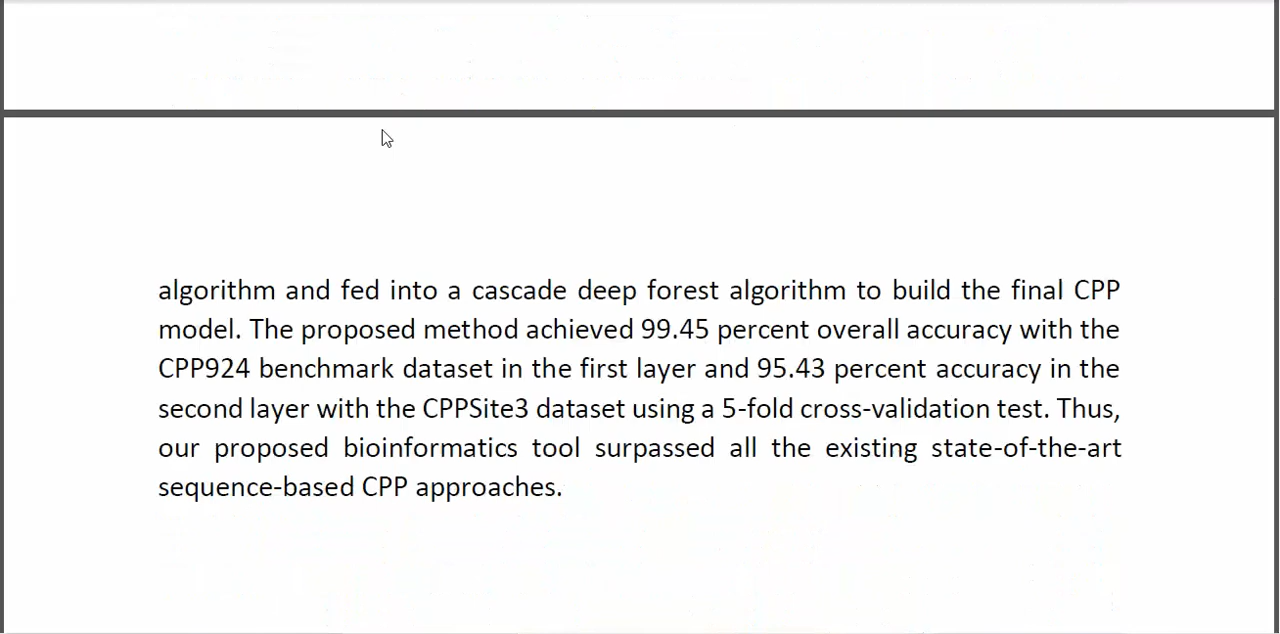 algorithm and fed into a cascade deep forest algorithm to build the final CPP
model. The proposed method achieved 99.45 percent overall accuracy with the
CPP924 benchmark dataset in the first layer and 95.43 percent accuracy in the
second layer with the CPPSite3 dataset using a 5-fold cross-validation test. Thus,
our proposed bioinformatics tool surpassed all the existing state-of-the-art
sequence-based CPP approaches.